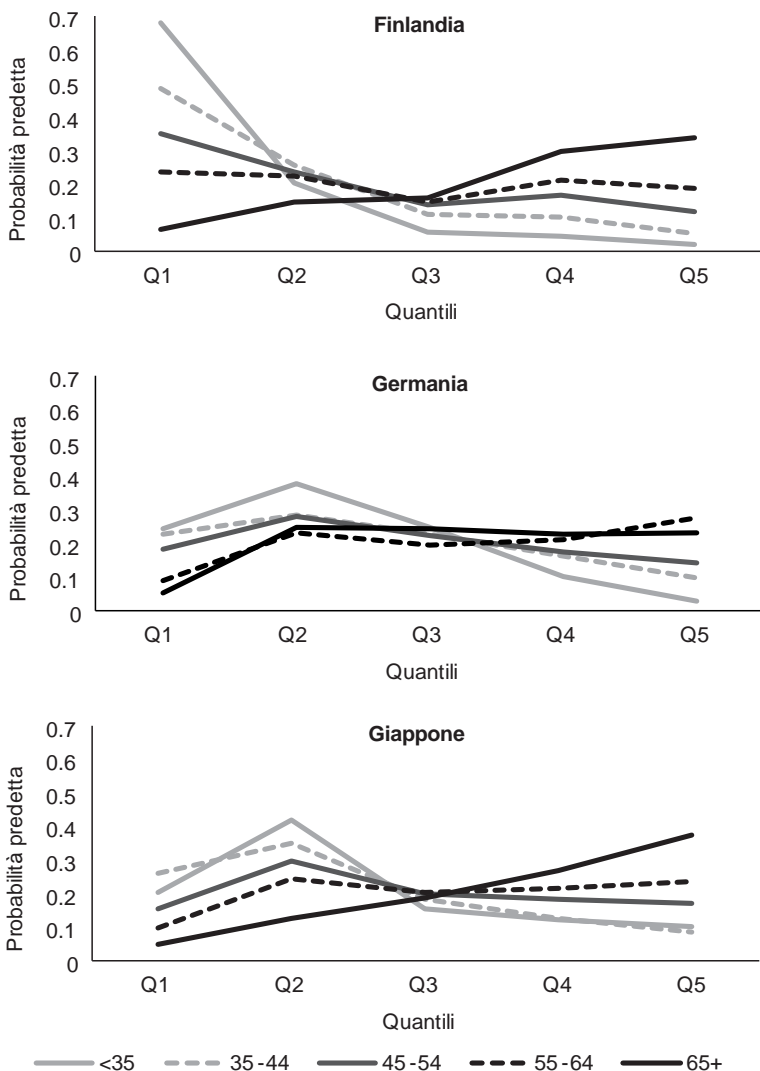 Finlandia
Probabilità predetta
0.7
0.6
0.5
0.4
0.3
0.2
0.1
0
Q1 Q2 Q3 Q4 Q5
Quantili
Germania
Probabilità predetta
0.7
0.6
0.5
0.4
0.3
0.2
0.1
0
Q1 Q2 Q3 Q4 Q5
Quantili
Giappone
Probabilità predetta
0.7
0.6
0.5
0.4
0.3
0.2
0.1
0
Q1 Q2 Q3 Q4 Q5
Quantili
<35 35-44 45-54 55-64 65+